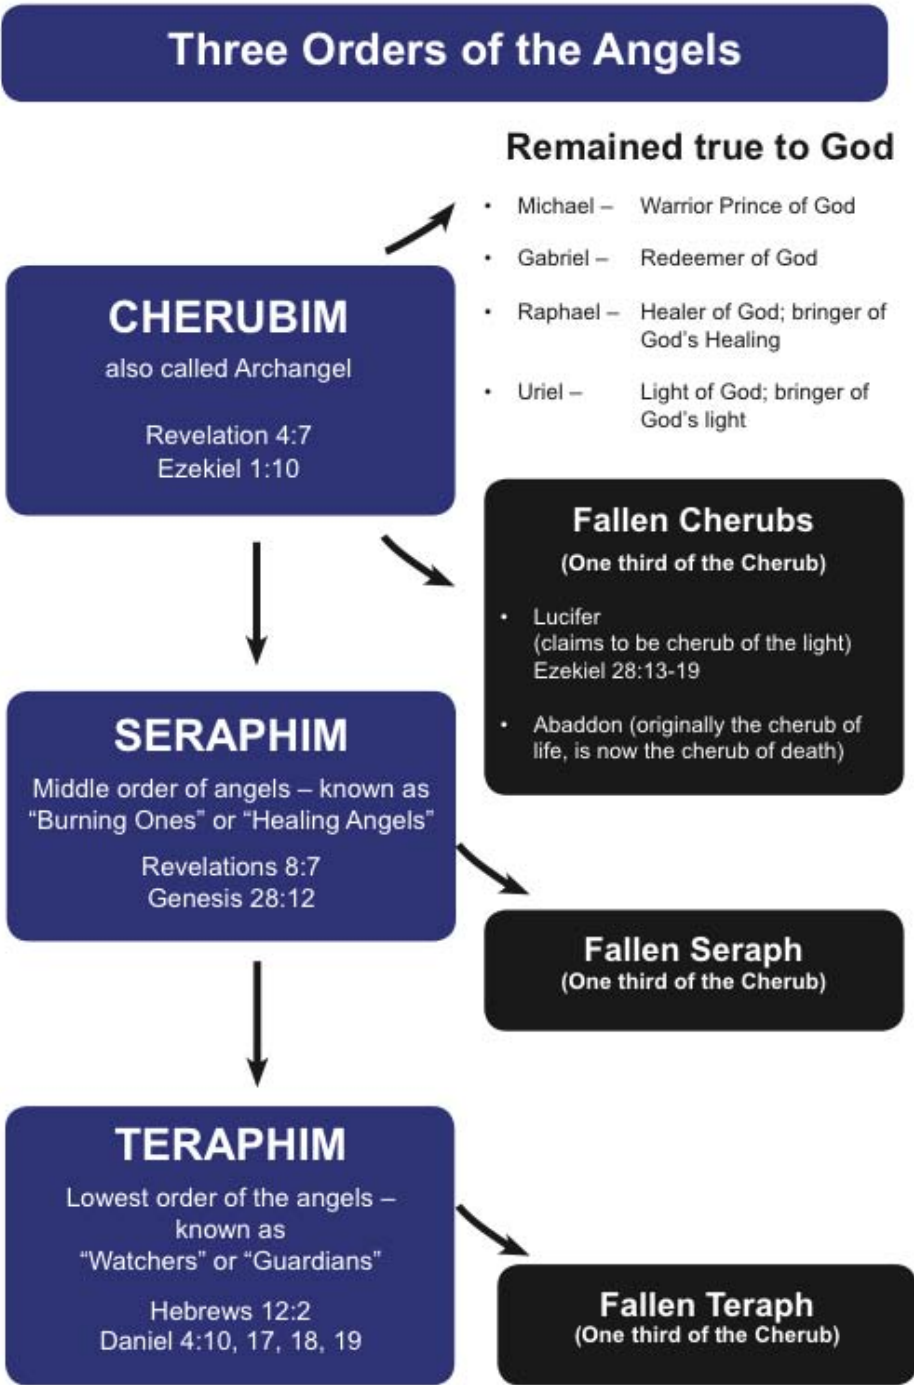 Three Orders of the Angels
Remained true to God
• Michael – Warrior Prince of God
• Gabriel – Redeemer of God
• Raphael – Healer of God; bringer of
God's Healing
• Uriel – Light of God; bringer of
God's light
CHERUBIM
also called Archangel
Revelation 4:7
Ezekiel 1:10
Fallen Cherubs
(One third of the Cherub)
• Lucifer
(claims to be cherub of the light)
Ezekiel 28:13-19
• Abaddon (originally the cherub of
life, is now the cherub of death)
SERAPHIM
Middle order of angels – known as
“Burning Ones” or “Healing Angels”
Revelations 8:7
Genesis 28:12
Fallen Seraph
(One third of the Cherub)
TERAPHIM
Lowest order of the angels –
known as
“Watchers” or “Guardians”
Hebrews 12:2
Daniel 4:10, 17, 18, 19
Fallen Teraph
(One third of the Cherub)